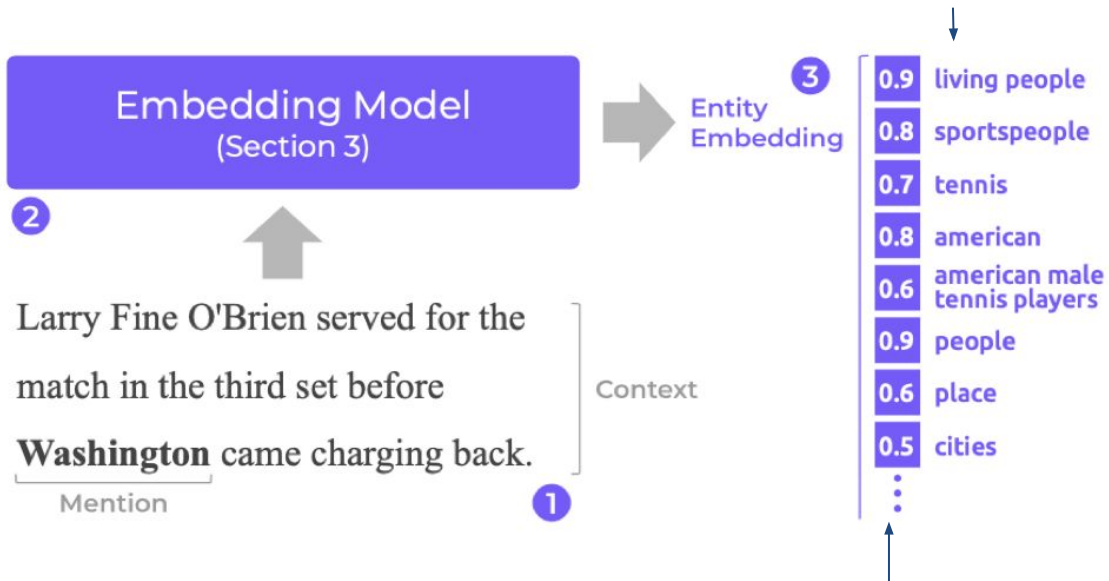 Embedding Model
(Section 3)
2
Larry Fine O'Brien served for the
match in the third set before
Washington came charging back.
Mention
1
Context
3
Entity
Embedding
0.9 living people
0.8 sportspeople
0.7 tennis
0.8 american
0.6 american male
tennis players
0.9 people
0.6 place
0.5 cities